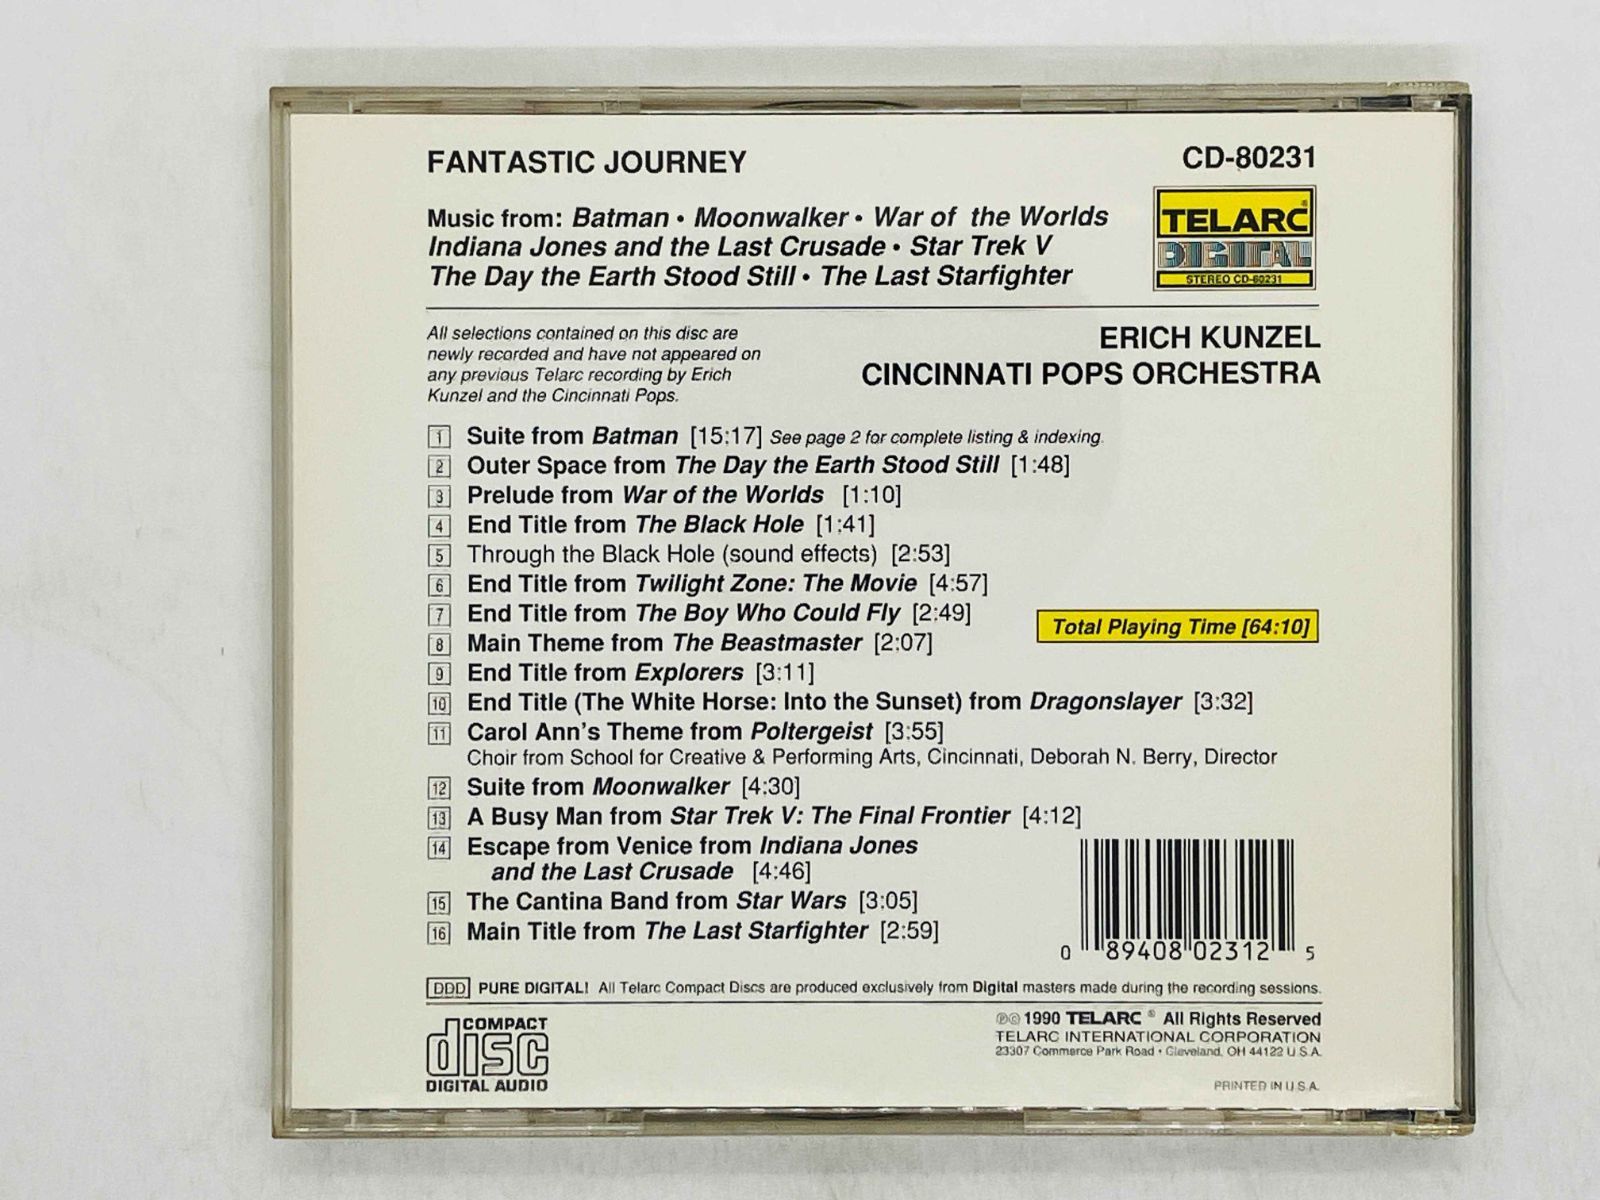 FANTASTIC JOURNEY
CD-80231
Music from: Batman • Moonwalker • War of the Worlds
Indiana Jones and the Last Crusade • Star Trek V
The Day the Earth Stood Still • The Last Starfighter
TELARC®
DIGITAL
STEREO CD-80231
All selections contained on this disc are
newly recorded and have not appeared on
any previous Telarc recording by Erich
Kunzel and the Cincinnati Pops.
ERICH KUNZEL
CINCINNATI POPS ORCHESTRA
1 Suite from Batman [15:17] See page 2 for complete listing & indexing.
2 Outer Space from The Day the Earth Stood Still [1:48]
3 Prelude from War of the Worlds [1:10]
4 End Title from The Black Hole [1:41]
5 Through the Black Hole (sound effects) [2:53]
6 End Title from Twilight Zone: The Movie [4:57]
7 End Title from The Boy Who Could Fly [2:49]
Total Playing Time [64:10]
8 Main Theme from The Beastmaster [2:07]
9 End Title from Explorers [3:11]
10 End Title (The White Horse: Into the Sunset) from Dragonslayer [3:32]
11 Carol Ann's Theme from Poltergeist [3:55]
Choir from School for Creative & Performing Arts, Cincinnati, Deborah N. Berry, Director
12 Suite from Moonwalker [4:30]
13 A Busy Man from Star Trek V: The Final Frontier [4:12]
14 Escape from Venice from Indiana Jones
and the Last Crusade [4:46]
15 The Cantina Band from Star Wars [3:05]
16 Main Title from The Last Starfighter [2:59]
0 89408 02312 5
DDD PURE DIGITAL! All Telarc Compact Discs are produced exclusively from Digital masters made during the recording sessions.
COMPACT
disc
DIGITAL AUDIO
℗© 1990 TELARC® All Rights Reserved
TELARC INTERNATIONAL CORPORATION
23307 Commerce Park Road • Cleveland, OH 44122 U.S.A.
PRINTED IN U.S.A.